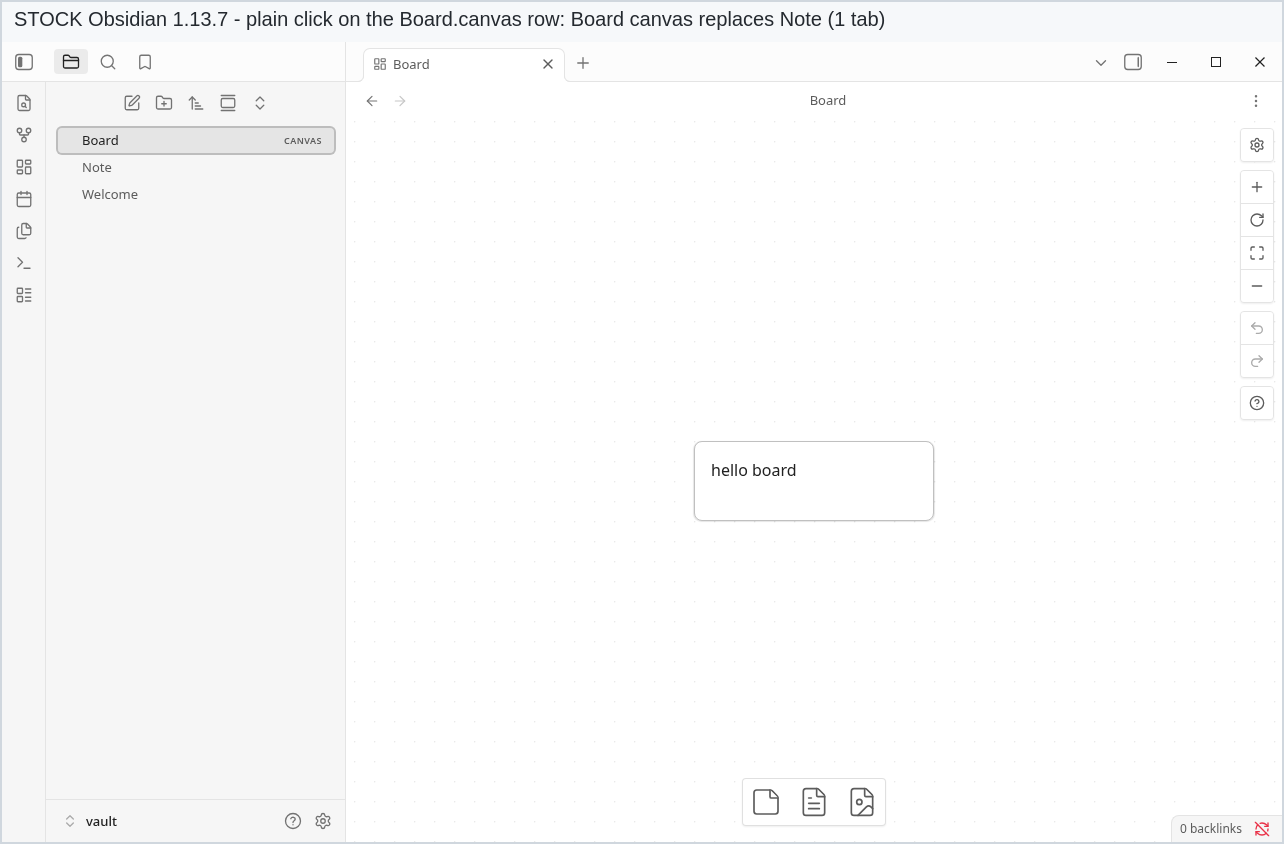 STOCK Obsidian 1.13.7 - plain click on the Board.canvas row: Board canvas replaces Note (1 tab)
Board
Board
Board CANVAS
Note
Welcome
hello board
vault
0 backlinks